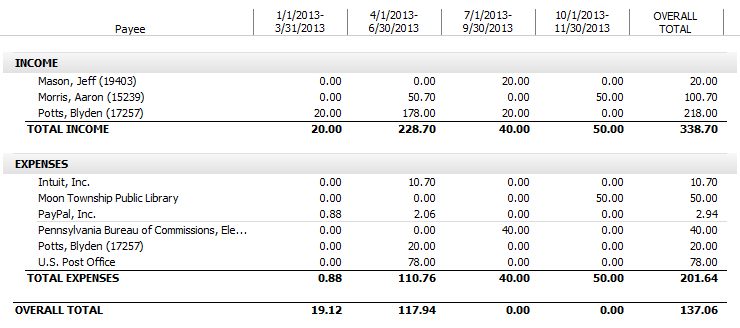 Payee 1/1/2013- 3/31/2013 4/1/2013- 6/30/2013 7/1/2013- 9/30/2013 10/1/2013- 11/30/2013 OVERALL TOTAL
INCOME
Mason, Jeff (19403) 0.00 0.00 20.00 0.00 20.00
Morris, Aaron (15239) 0.00 50.70 0.00 50.00 100.70
Potts, Blyden (17257) 20.00 178.00 20.00 0.00 218.00
TOTAL INCOME 20.00 228.70 40.00 50.00 338.70
EXPENSES
Intuit, Inc. 0.00 10.70 0.00 0.00 10.70
Moon Township Public Library 0.00 0.00 0.00 50.00 50.00
PayPal, Inc. 0.88 2.06 0.00 0.00 2.94
Pennsylvania Bureau of Commissions, Ele... 0.00 0.00 40.00 0.00 40.00
Potts, Blyden (17257) 0.00 20.00 0.00 0.00 20.00
U.S. Post Office 0.00 78.00 0.00 0.00 78.00
TOTAL EXPENSES 0.88 110.76 40.00 50.00 201.64
OVERALL TOTAL 19.12 117.94 0.00 0.00 137.06